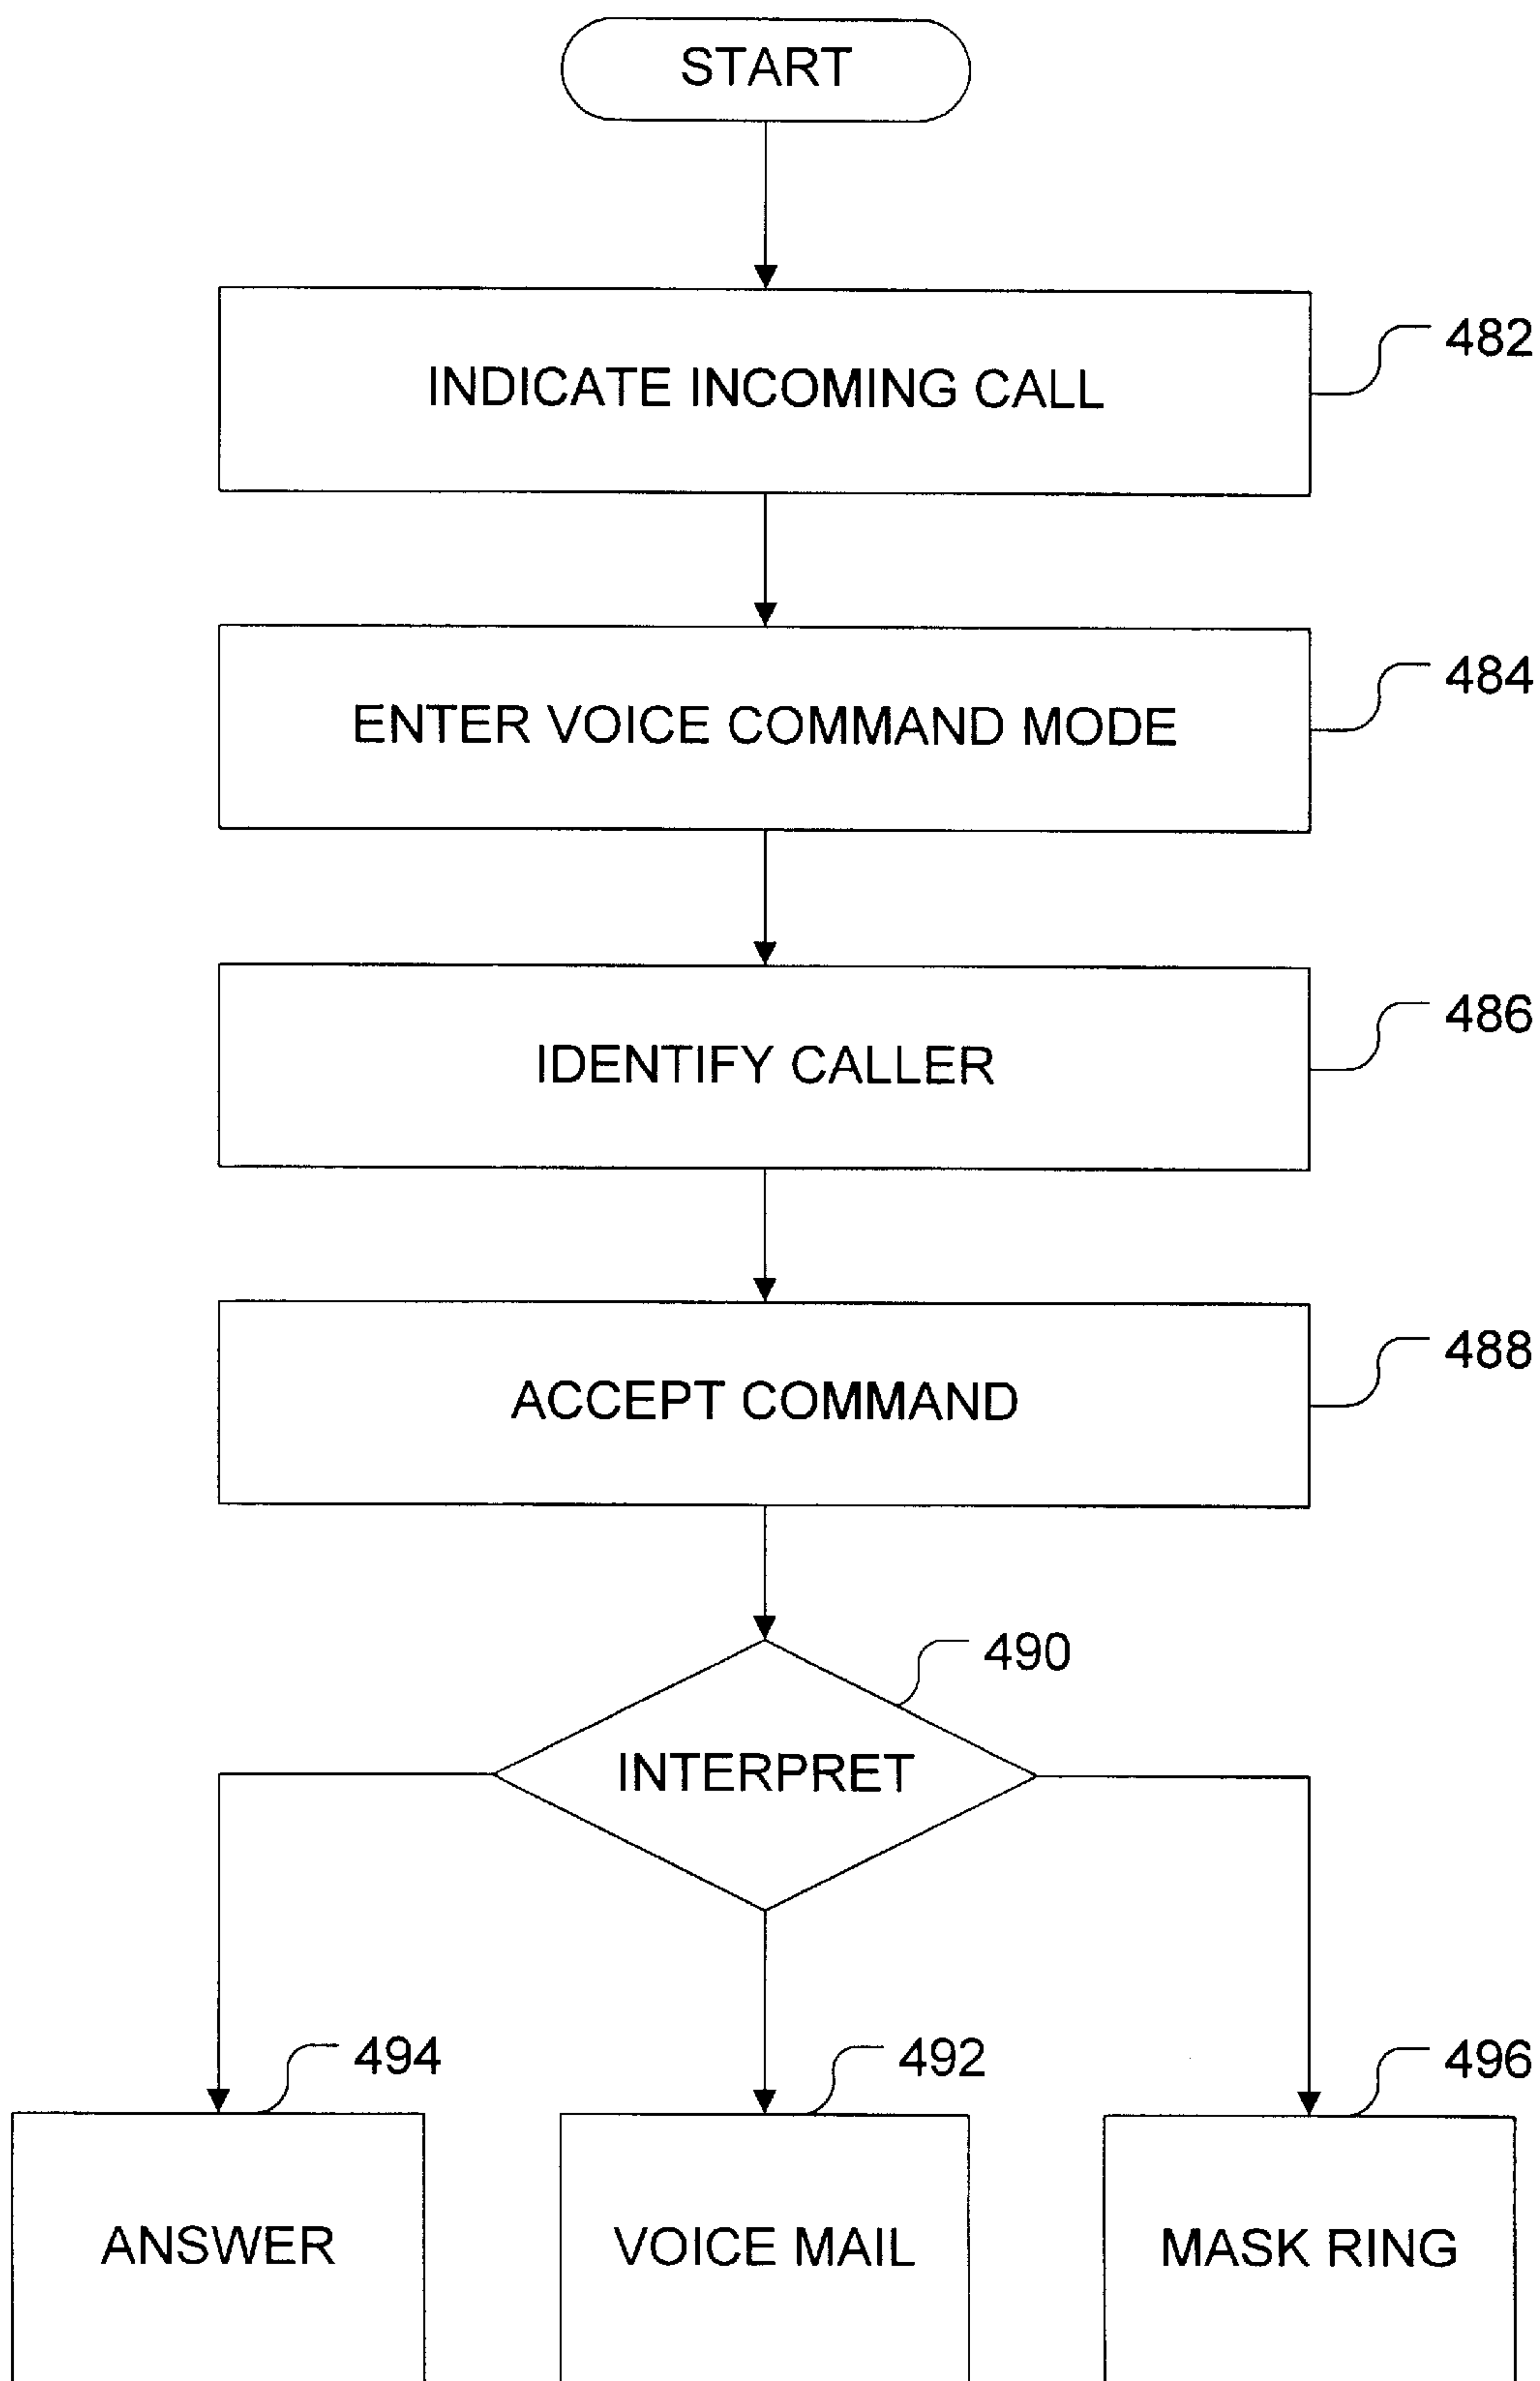 START
INDICATE INCOMING CALL
482
ENTER VOICE COMMAND MODE
484
IDENTIFY CALLER
486
ACCEPT COMMAND
488
490
INTERPRET
494
492
496
ANSWER
VOICE MAIL
MASK RING